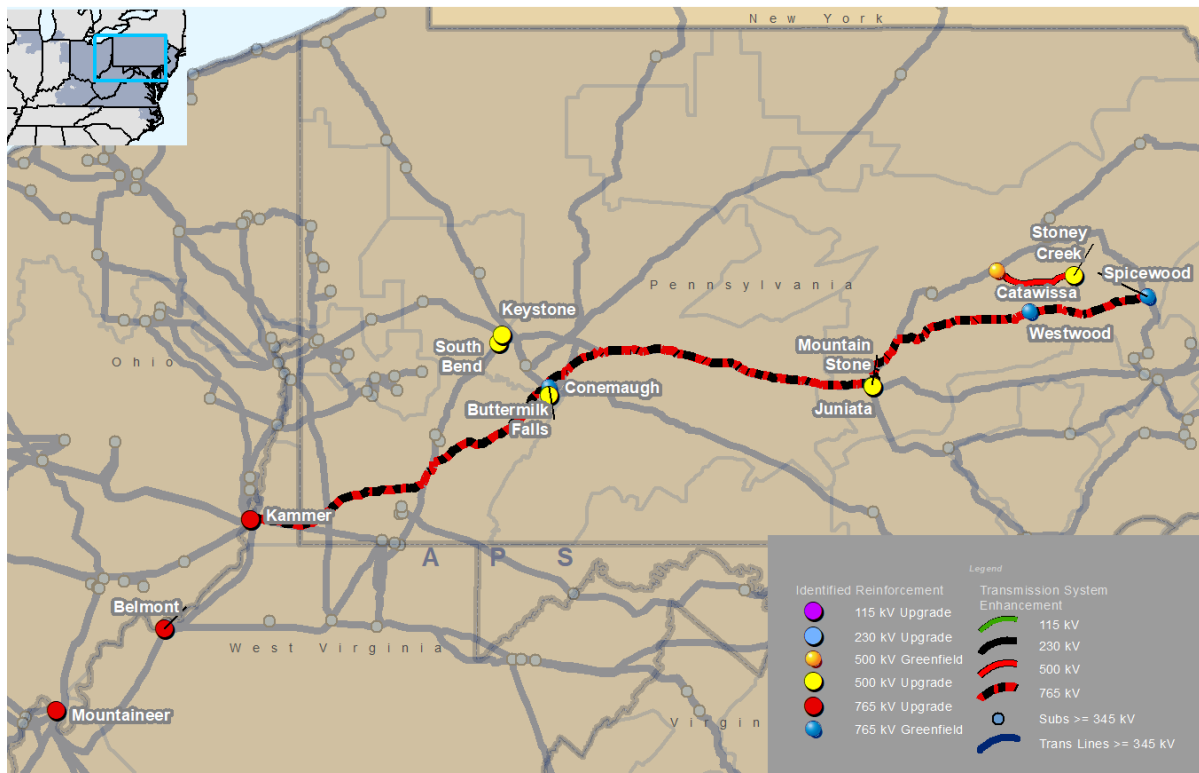 New York
Stoney
Creek
Spicewood
Catawissa
Westwood
Pennsylvania
Keystone
South
Bend
Ohio
Mountain
Stone
Conemaugh
Buttermilk
Falls
Juniata
Kammer
APS
Belmont
West Virginia
Mountaineer
Virgin
Legend
Identified Reinforcement
115 kV Upgrade
230 kV Upgrade
500 kV Greenfield
500 kV Upgrade
765 kV Upgrade
765 kV Greenfield
Transmission System
Enhancement
115 kV
230 kV
500 kV
765 kV
Subs >= 345 kV
Trans Lines >= 345 kV